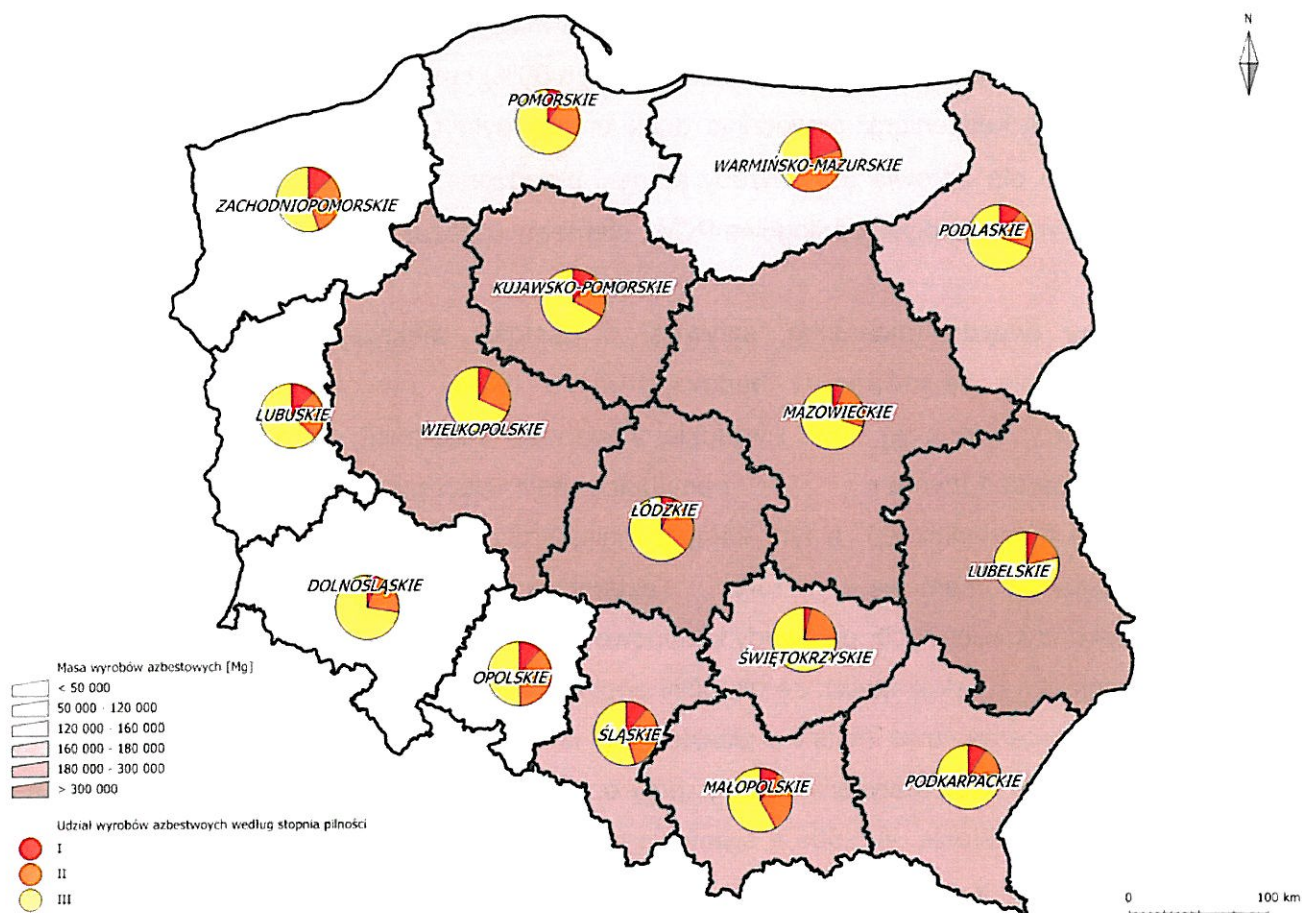 N
POMORSKIE
WARMIŃSKO-MAZURSKIE
ZACHODNIOPOMORSKIE
PODLASKIE
KUJAWSKO-POMORSKIE
LUBUSKIE
WIELKOPOLSKIE
MAZOWIECKIE
ŁÓDZKIE
LUBELSKIE
DOLNOŚLĄSKIE
ŚWIĘTOKRZYSKIE
OPOLSKIE
ŚLĄSKIE
MAŁOPOLSKIE
PODKARPACKIE
Masa wyrobów azbestowych [Mg]
< 50 000
50 000 - 120 000
120 000 - 160 000
160 000 - 180 000
180 000 - 300 000
> 300 000
Udział wyrobów azbestwoych według stopnia pilności
I
II
III
0 100 km